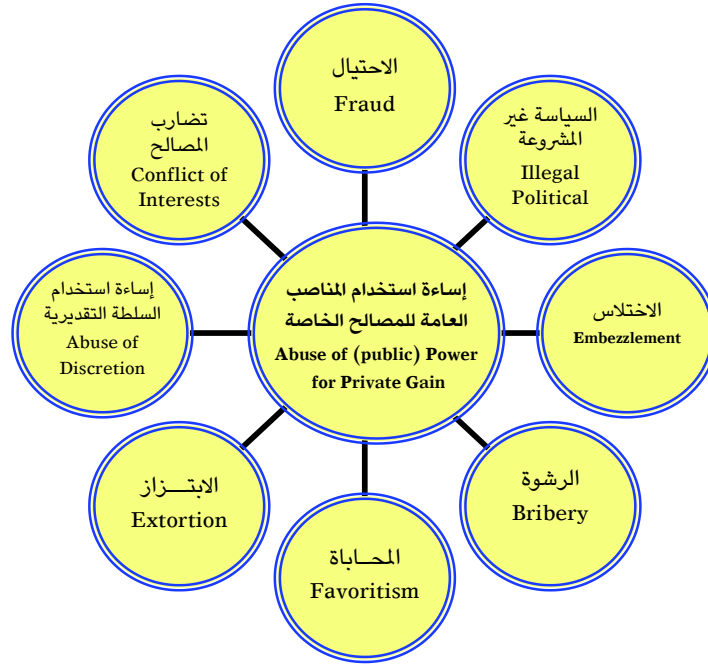 الاحتيال
Fraud
السياسة غير
المشروعة
Illegal
Political
الاختلاس
Embezzlement
الرشوة
Bribery
المحــاباة
Favoritism
الابتــــزاز
Extortion
إساءة استخدام
السلطة التقديرية
Abuse of
Discretion
تضارب
المصالح
Conflict of
Interests
إساءة استخدام المناصب
العامة للمصالح الخاصة
Abuse of (public) Power
for Private Gain